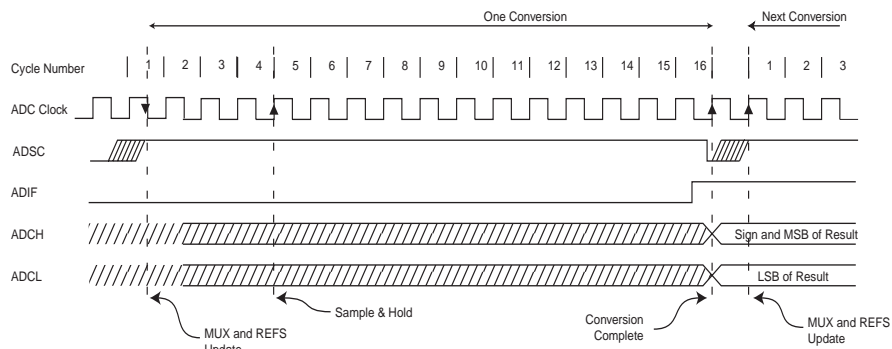 One Conversion
Next Conversion
Cycle Number 1 2 3 4 5 6 7 8 9 10 11 12 13 14 15 16 1 2 3
ADC Clock
ADSC
ADIF
ADCH
Sign and MSB of Result
ADCL
LSB of Result
Sample & Hold
MUX and REFS
Update
Conversion
Complete
MUX and REFS
Update